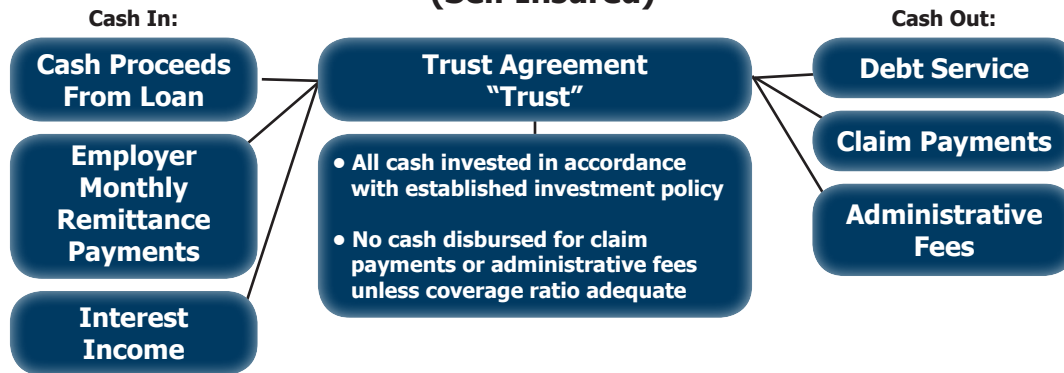 (Self-Insured)
Cash In:
Cash Proceeds
From Loan
Employer
Monthly
Remittance
Payments
Interest
Income
Trust Agreement
“Trust”
• All cash invested in accordance
with established investment policy
• No cash disbursed for claim
payments or administrative fees
unless coverage ratio adequate
Cash Out:
Debt Service
Claim Payments
Administrative
Fees